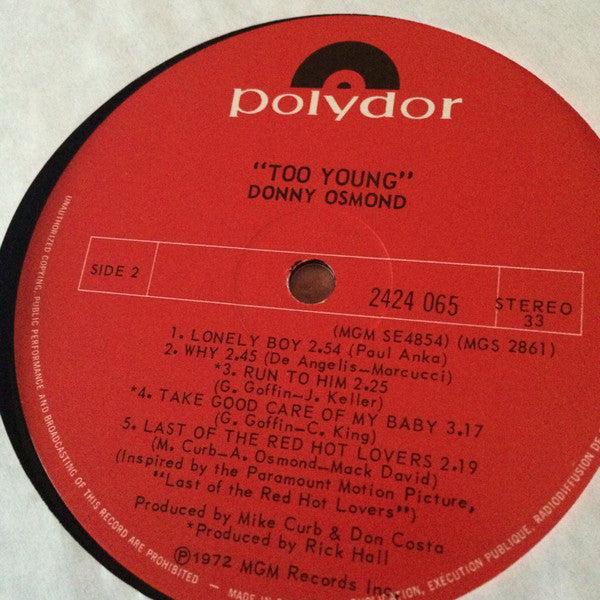 polydor
"TOO YOUNG"
DONNY OSMOND
SIDE 2
2424 065
STEREO
33
(MGM SE4854) (MGS 2861)
1. LONELY BOY 2.54 (Paul Anka)
2. WHY 2.45 (De Angelis—Marcucci)
*3. RUN TO HIM 2.25
(G. Goffin—J. Keller)
*4. TAKE GOOD CARE OF MY BABY 3.17
(G. Goffin—C. King)
5. LAST OF THE RED HOT LOVERS 2.19
(M. Curb—A. Osmond—Mack David)
(Inspired by the Paramount Motion Picture,
"Last of the Red Hot Lovers")
Produced by Mike Curb & Don Costa
*Produced by Rick Hall
℗1972 MGM Records Inc.
UNAUTHORIZED COPYING, PUBLIC PERFORMANCE AND BROADCASTING OF THIS RECORD ARE PROHIBITED — MADE IN
EXÉCUTION PUBLIQUE, RADIODIFFUSION DE